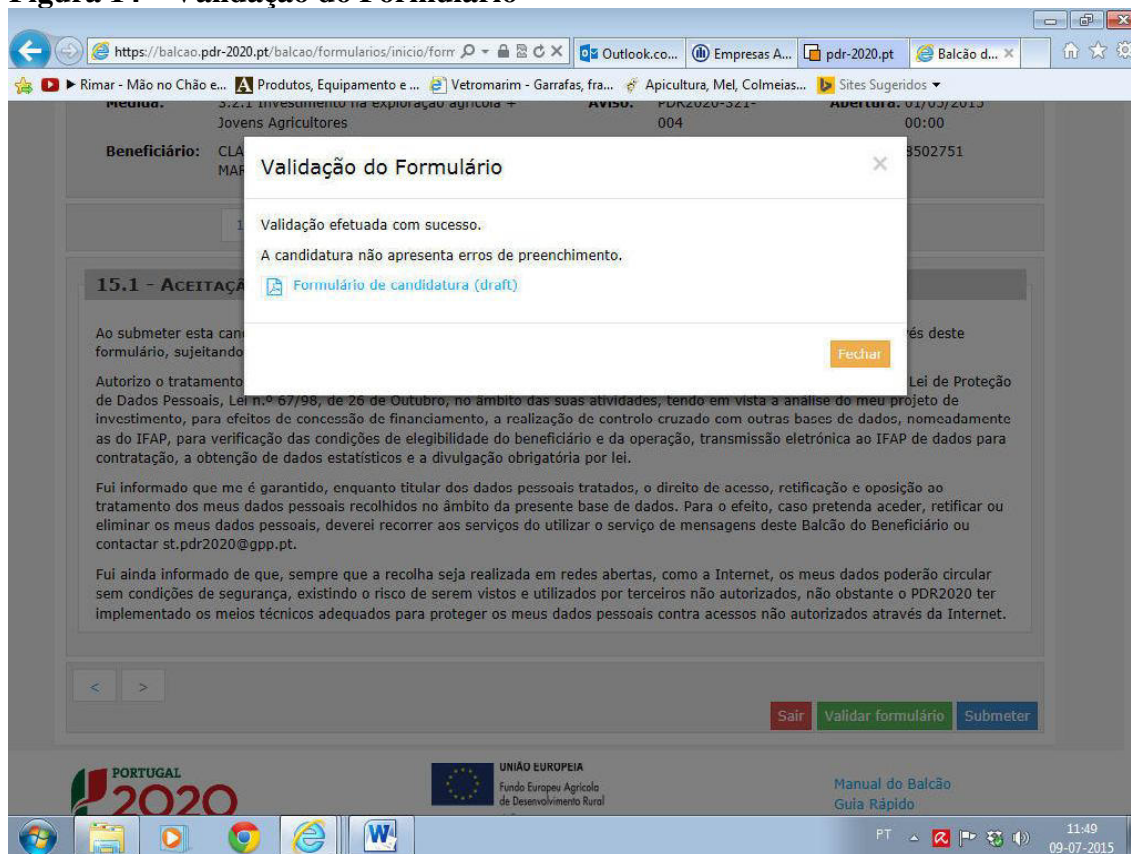 Figura 14 – Validação do Formulário
https://balcao.pdr-2020.pt/balcao/formularios/inicio/forr
Outlook.co...
Empresas A...
pdr-2020.pt
Balcão d...
Rimar - Mão no Chão e...
Produtos, Equipamento e ...
Vetromarim - Garrafas, fra...
Apicultura, Mel, Colmeias...
Sites Sugeridos
Medida: 3.2.1 Investimento na exploração agrícola + Aviso: PDR2020-321- Abertura: 01/05/2015
Jovens Agricultores 004 00:00
Beneficiário: CLA 3502751
MAR
Validação do Formulário
Validação efetuada com sucesso.
A candidatura não apresenta erros de preenchimento.
Formulário de candidatura (draft)
Fechar
1
15.1 - ACEITAÇÃ
Ao submeter esta can és deste
formulário, sujeitando
Autorizo o tratamento Lei de Proteção
de Dados Pessoais, Lei n.º 67/98, de 26 de Outubro, no âmbito das suas atividades, tendo em vista a análise do meu projeto de
investimento, para efeitos de concessão de financiamento, a realização de controlo cruzado com outras bases de dados, nomeadamente
as do IFAP, para verificação das condições de elegibilidade do beneficiário e da operação, transmissão eletrónica ao IFAP de dados para
contratação, a obtenção de dados estatísticos e a divulgação obrigatória por lei.
Fui informado que me é garantido, enquanto titular dos dados pessoais tratados, o direito de acesso, retificação e oposição ao
tratamento dos meus dados pessoais recolhidos no âmbito da presente base de dados. Para o efeito, caso pretenda aceder, retificar ou
eliminar os meus dados pessoais, deverei recorrer aos serviços do utilizar o serviço de mensagens deste Balcão do Beneficiário ou
contactar st.pdr2020@gpp.pt.
Fui ainda informado de que, sempre que a recolha seja realizada em redes abertas, como a Internet, os meus dados poderão circular
sem condições de segurança, existindo o risco de serem vistos e utilizados por terceiros não autorizados, não obstante o PDR2020 ter
implementado os meios técnicos adequados para proteger os meus dados pessoais contra acessos não autorizados através da Internet.
< >
Sair Validar formulário Submeter
PORTUGAL
2020
UNIÃO EUROPEIA
Fundo Europeu Agrícola
de Desenvolvimento Rural
Manual do Balcão
Guia Rápido
PT
11:49
09-07-2015